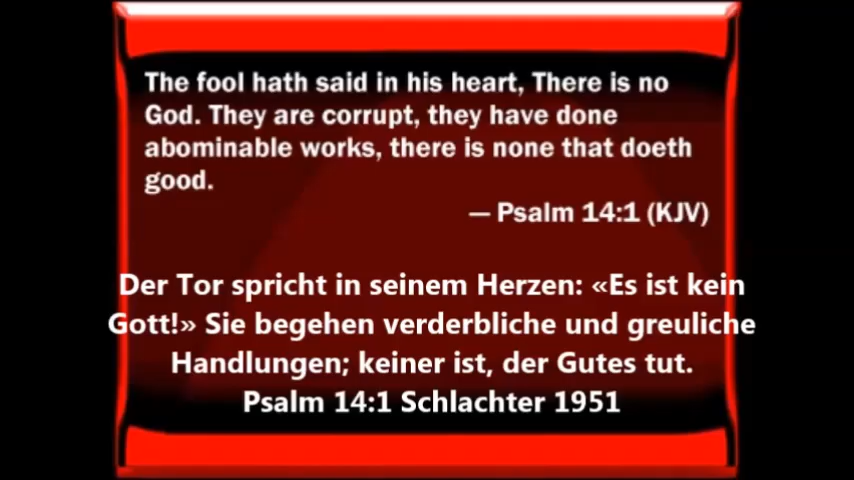 The fool hath said in his heart, There is no
God. They are corrupt, they have done
abominable works, there is none that doeth
good.
— Psalm 14:1 (KJV)
Der Tor spricht in seinem Herzen: «Es ist kein
Gott!» Sie begehen verderbliche und greuliche
Handlungen; keiner ist, der Gutes tut.
Psalm 14:1 Schlachter 1951